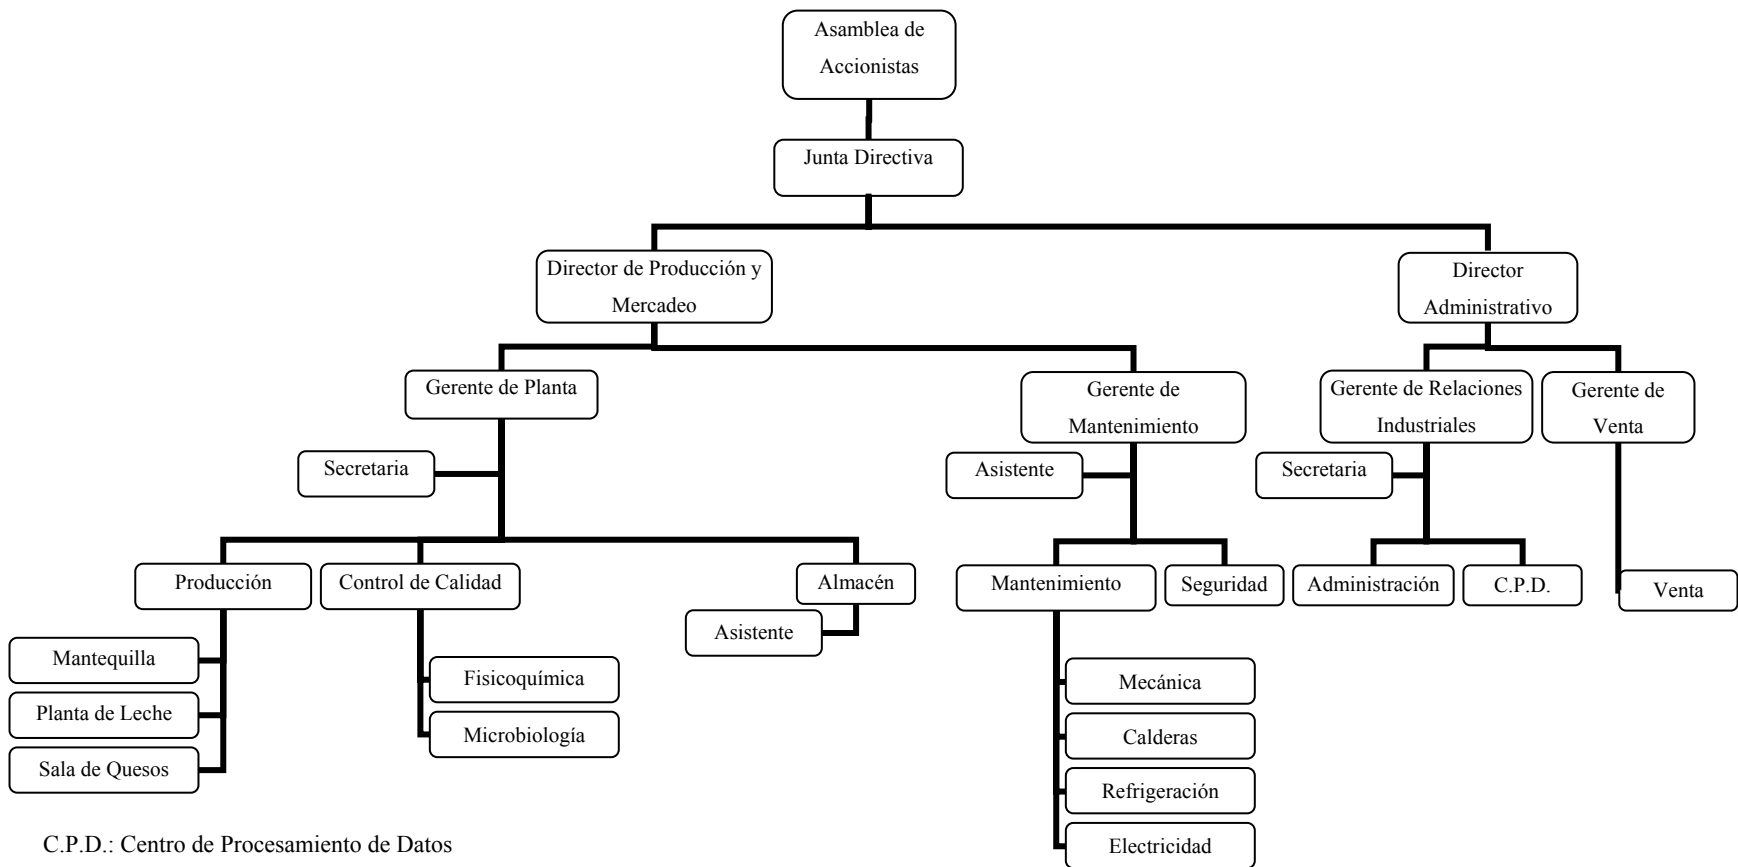 Asamblea de
Accionistas
Junta Directiva
Director de Producción y
Mercadeo
Director
Administrativo
Gerente de Planta
Gerente de
Mantenimiento
Gerente de Relaciones
Industriales
Gerente de
Venta
Secretaria
Asistente
Secretaria
Producción
Control de Calidad
Almacén
Mantenimiento
Seguridad
Administración
C.P.D.
Venta
Asistente
Mantequilla
Planta de Leche
Sala de Quesos
Fisicoquímica
Microbiología
Mecánica
Calderas
Refrigeración
Electricidad
C.P.D.: Centro de Procesamiento de Datos